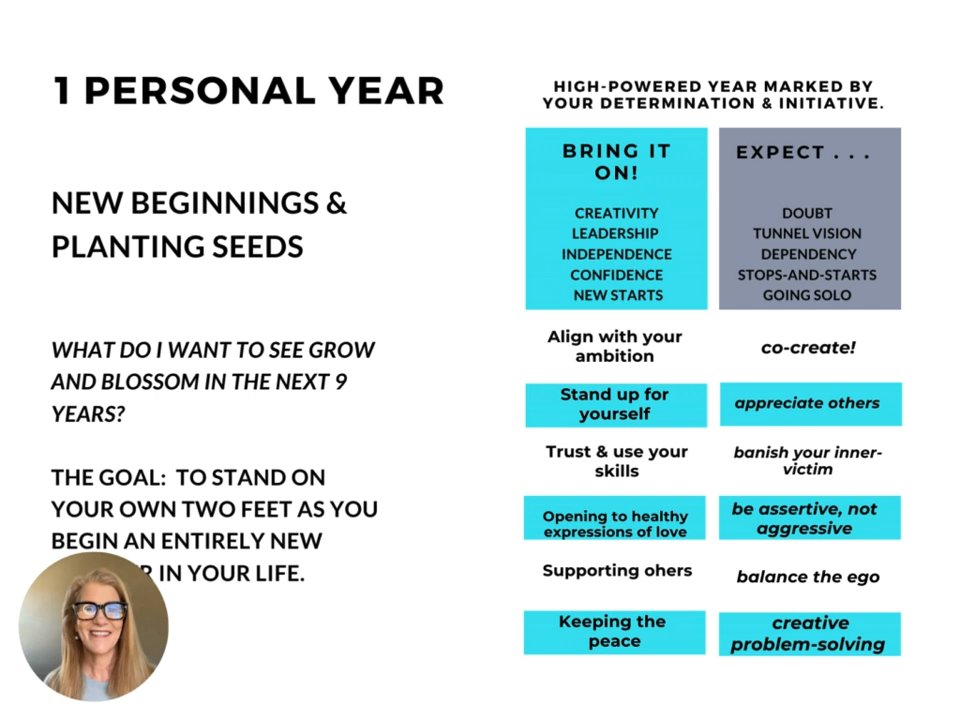 1 PERSONAL YEAR
NEW BEGINNINGS &
PLANTING SEEDS
WHAT DO I WANT TO SEE GROW
AND BLOSSOM IN THE NEXT 9
YEARS?
THE GOAL: TO STAND ON
YOUR OWN TWO FEET AS YOU
BEGIN AN ENTIRELY NEW
IN YOUR LIFE.
HIGH-POWERED YEAR MARKED BY
YOUR DETERMINATION & INITIATIVE.
BRING IT
ON!
CREATIVITY
LEADERSHIP
INDEPENDENCE
CONFIDENCE
NEW STARTS
EXPECT . . .
DOUBT
TUNNEL VISION
DEPENDENCY
STOPS-AND-STARTS
GOING SOLO
Align with your
ambition
co-create!
Stand up for
yourself
appreciate others
Trust & use your
skills
banish your inner-
victim
Opening to healthy
expressions of love
be assertive, not
aggressive
Supporting ohers
balance the ego
Keeping the
peace
creative
problem-solving